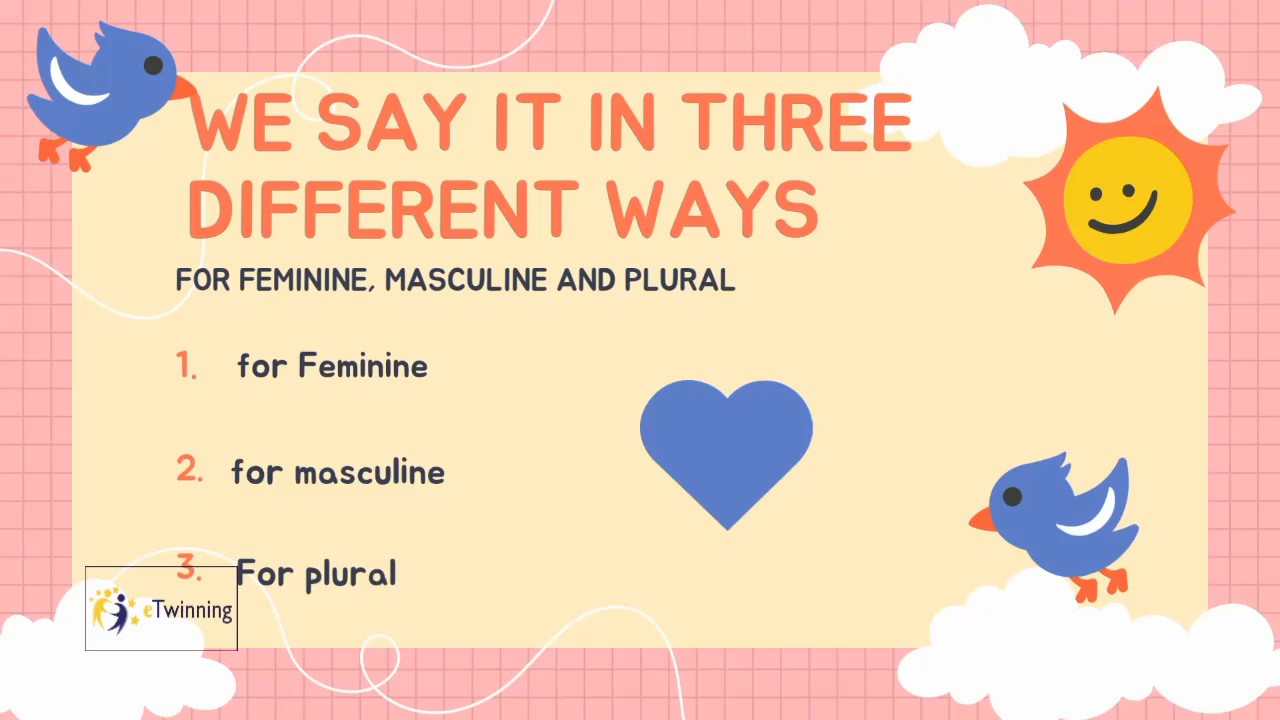 WE SAY IT IN THREE
DIFFERENT WAYS
FOR FEMININE, MASCULINE AND PLURAL
1. for Feminine
2. for masculine
3. For plural
eTwinning